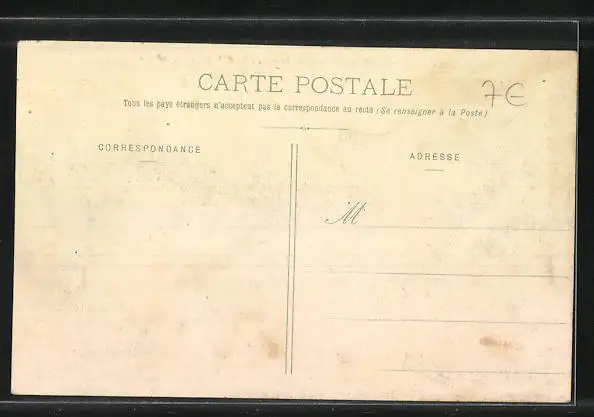 CARTE POSTALE
7€
Tous les pays étrangers n'acceptent pas la correspondance au recto (Se renseigner à la Poste)
CORRESPONDANCE
ADRESSE
M